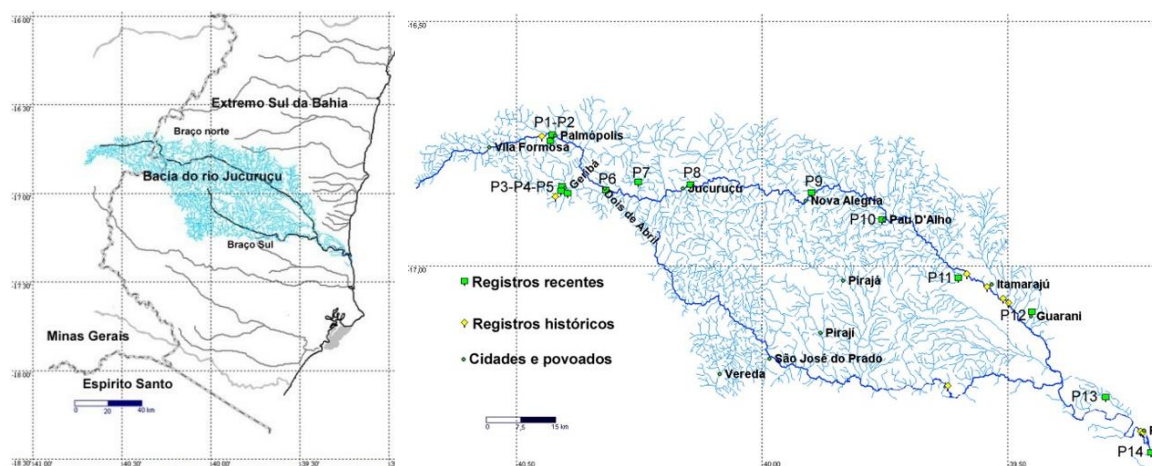 -16 00'
-16 30'
-17 00'
-17 30'
-18 00'
-18 30'
-41 00'
-40 30'
-40 00'
-39 30'
-39
Extremo Sul da Bahia
Braço norte
Bacia do rio Jucuruçu
Braço Sul
Minas Gerais
Espirito Santo
0 20 40 km
-16,50
-17,00
-40,50
-40,00
-39,50
P1-P2
Palmópolis
Vila Formosa
P3-P4-P5
Geribá
P6
Dois de Abril
P7
P8
Jucuruçu
P9
Nova Alegria
P10
Pau D'Alho
P11
Itamarajú
P12
Guarani
Pirajá
Piraji
São José do Prado
Vereda
P13
P14
Registros recentes
Registros históricos
Cidades e povoados
0 7,5 15 km